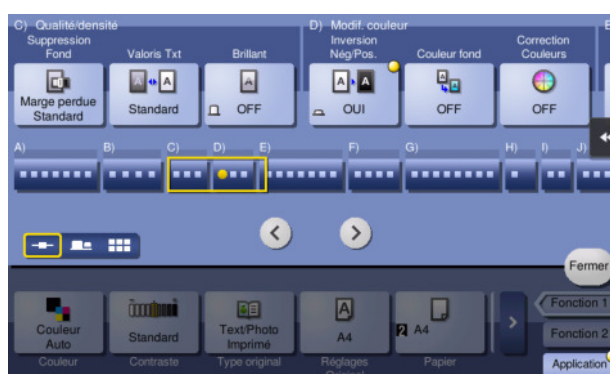 C) Qualité/densité
D) Modif. couleur
E
Suppression
Fond
Valoris Txt
Brillant
Inversion
Nég/Pos.
Couleur fond
Correction
Couleurs
A
A
A
A
A
A
A
Marge perdue
Standard
Standard
OFF
OUI
OFF
OFF
A)
B)
C)
D)
E)
F)
G)
H)
I)
J)
Fermer
Fonction 1
Fonction 2
Application
A
Couleur
Auto
Standard
Text/Photo
Imprimé
A4
2 A4
Couleur
Contraste
Type original
Réglages
Original
Papier